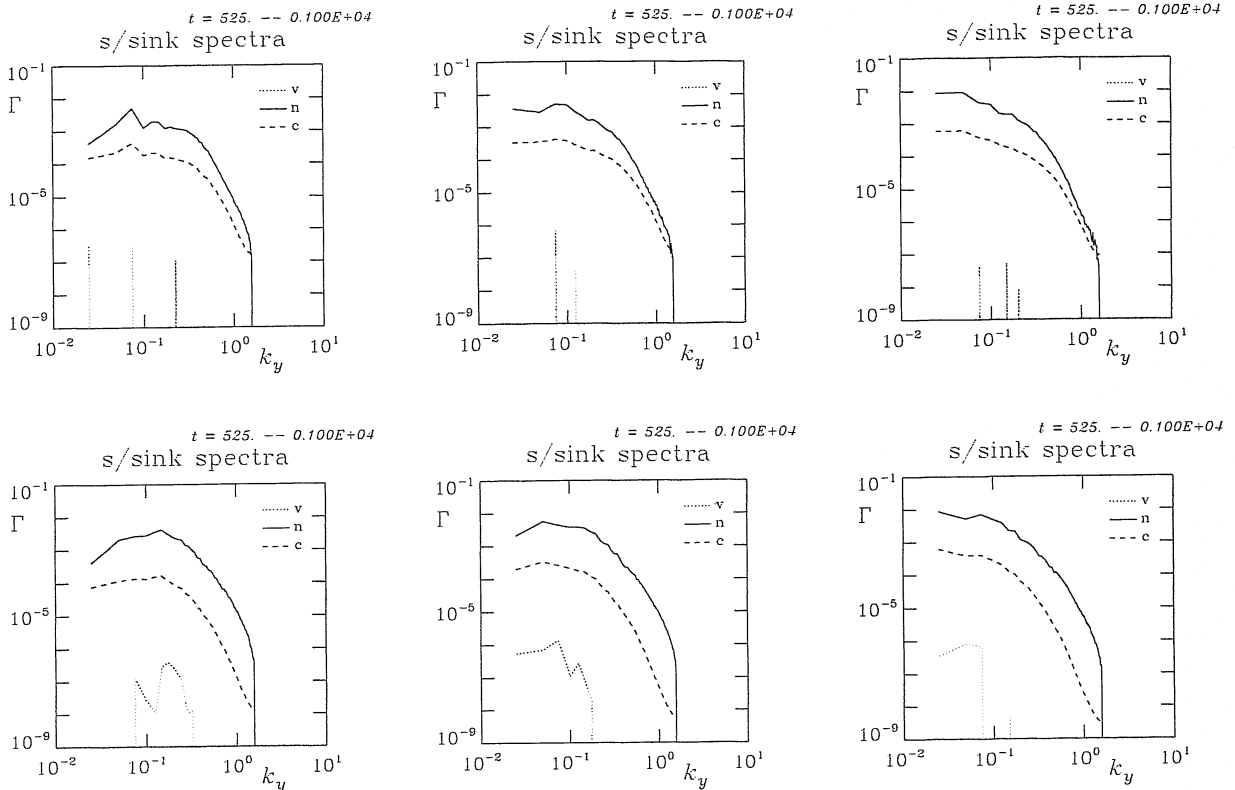 t = 525. -- 0.100E+04
s/sink spectra
10^-1
Γ
v
n
c
10^-5
10^-9
10^-2 10^-1 10^0 10^1
k_y
t = 525. -- 0.100E+04
s/sink spectra
10^-1
Γ
v
n
c
10^-5
10^-9
10^-2 10^-1 10^0 10^1
k_y
t = 525. -- 0.100E+04
s/sink spectra
10^-1
Γ
v
n
c
10^-5
10^-9
10^-2 10^-1 10^0 10^1
k_y
t = 525. -- 0.100E+04
s/sink spectra
10^-1
Γ
v
n
c
10^-5
10^-9
10^-2 10^-1 10^0 10^1
k_y
t = 525. -- 0.100E+04
s/sink spectra
10^-1
Γ
v
n
c
10^-5
10^-9
10^-2 10^-1 10^0 10^1
k_y
t = 525. -- 0.100E+04
s/sink spectra
10^-1
Γ
v
n
c
10^-5
10^-9
10^-2 10^-1 10^0 10^1
k_y